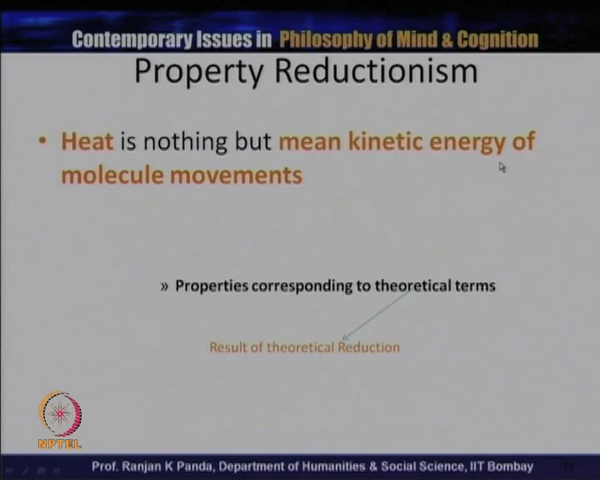 Contemporary Issues in Philosophy of Mind & Cognition
Property Reductionism
• Heat is nothing but mean kinetic energy of
molecule movements
» Properties corresponding to theoretical terms
Result of theoretical Reduction
NPTEL
Prof. Ranjan K Panda, Department of Humanities & Social Science, IIT Bombay